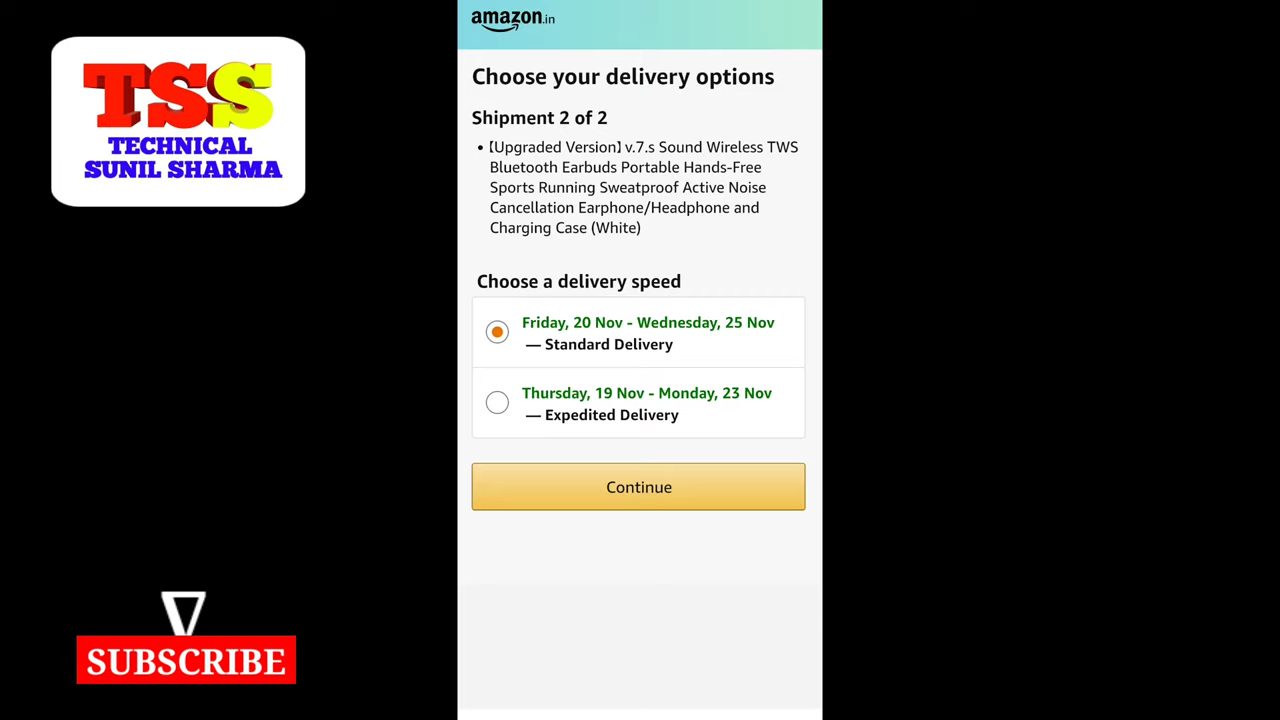 TSS
TECHNICAL
SUNIL SHARMA
SUBSCRIBE
amazon.in
Choose your delivery options
Shipment 2 of 2
• [Upgraded Version] v.7.s Sound Wireless TWS
Bluetooth Earbuds Portable Hands-Free
Sports Running Sweatproof Active Noise
Cancellation Earphone/Headphone and
Charging Case (White)
Choose a delivery speed
Friday, 20 Nov - Wednesday, 25 Nov
— Standard Delivery
Thursday, 19 Nov - Monday, 23 Nov
— Expedited Delivery
Continue